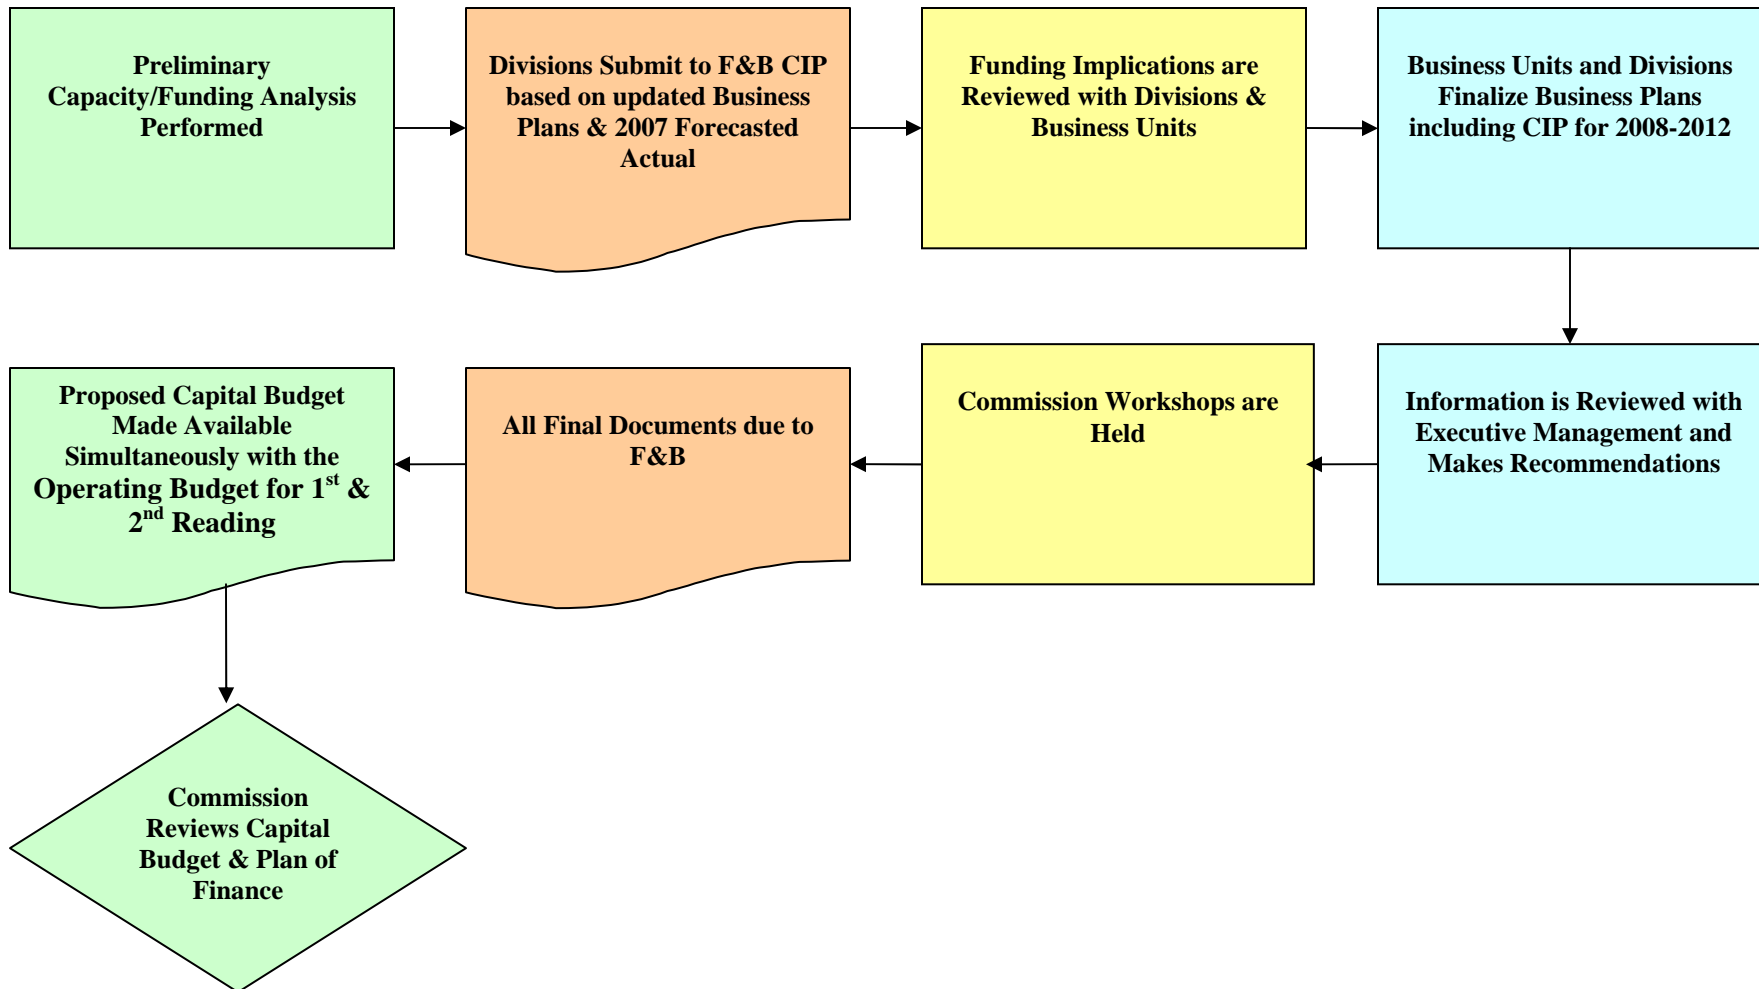 Preliminary
Capacity/Funding Analysis
Performed
Divisions Submit to F&B CIP
based on updated Business
Plans & 2007 Forecasted
Actual
Funding Implications are
Reviewed with Divisions &
Business Units
Business Units and Divisions
Finalize Business Plans
including CIP for 2008-2012
Information is Reviewed with
Executive Management and
Makes Recommendations
Commission Workshops are
Held
All Final Documents due to
F&B
Proposed Capital Budget
Made Available
Simultaneously with the
Operating Budget for 1st &
2nd Reading
Commission
Reviews Capital
Budget & Plan of
Finance